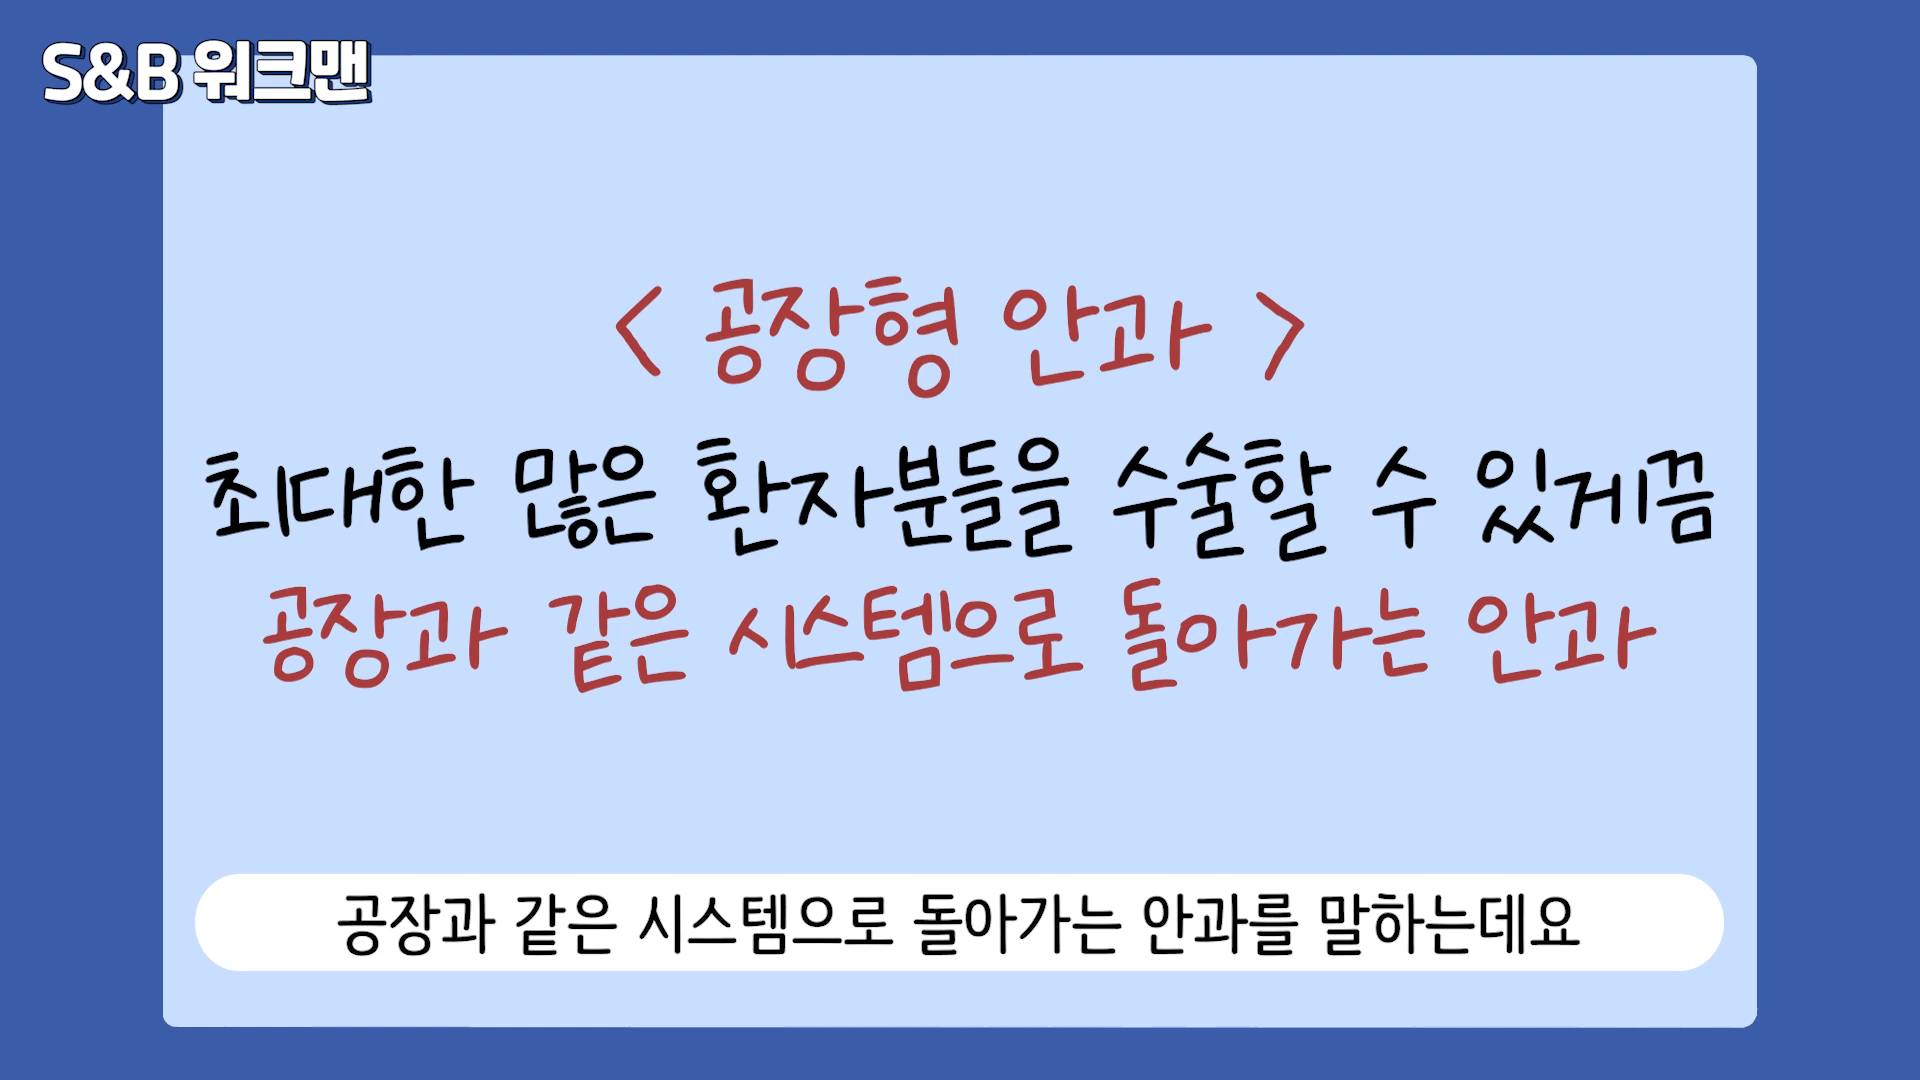 S&B 워크맨
< 공장형 안과 >
최대한 많은 환자분들을 수술할 수 있게끔
공장과 같은 시스템으로 돌아가는 안과
공장과 같은 시스템으로 돌아가는 안과를 말하는데요